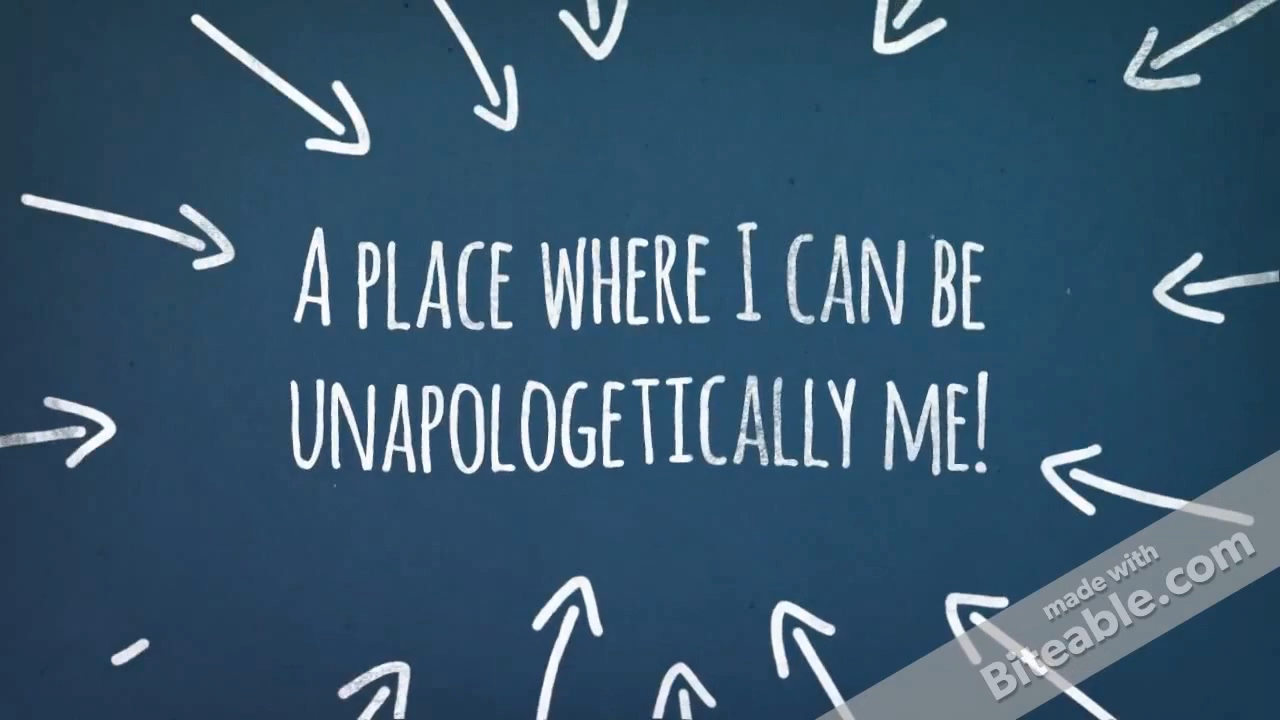 A PLACE WHERE I CAN BE
UNAPOLOGETICALLY ME!
made with
Biteable.com